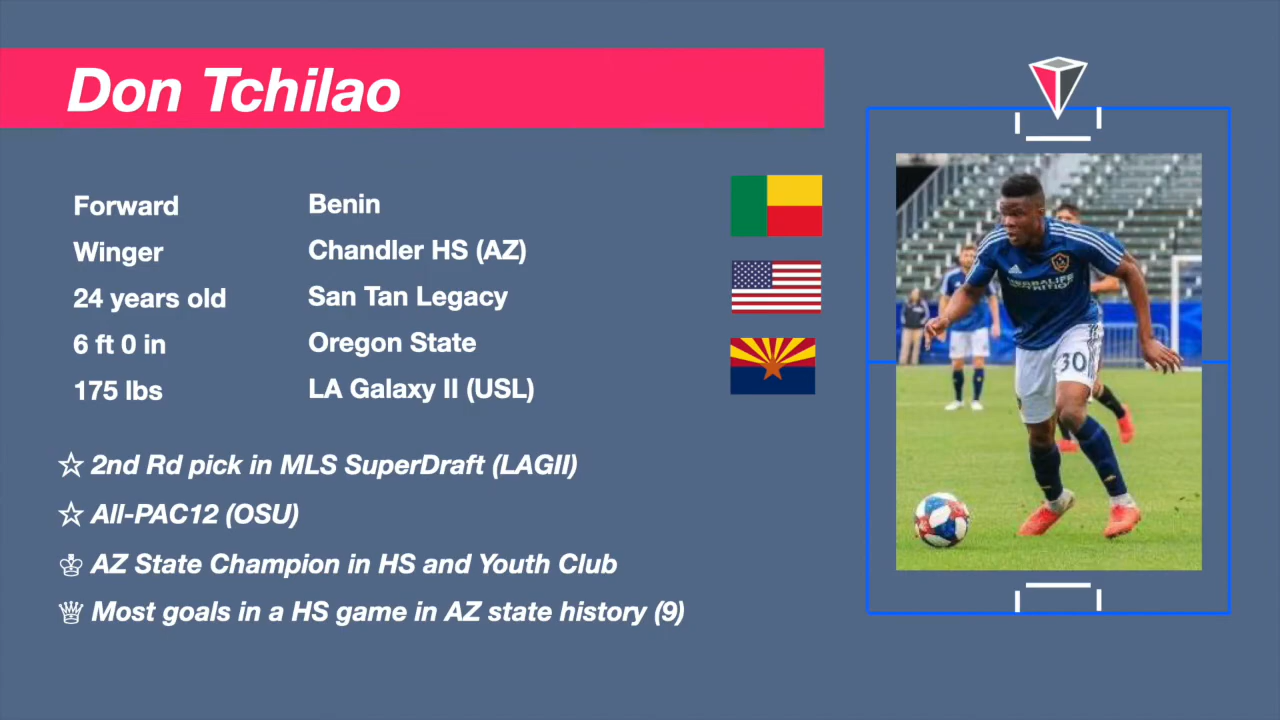 Don Tchilao
Forward
Winger
24 years old
6 ft 0 in
175 lbs
Benin
Chandler HS (AZ)
San Tan Legacy
Oregon State
LA Galaxy II (USL)
☆ 2nd Rd pick in MLS SuperDraft (LAGII)
☆ All-PAC12 (OSU)
♔ AZ State Champion in HS and Youth Club
♕ Most goals in a HS game in AZ state history (9)
HERBALIFE
NUTRITION
30